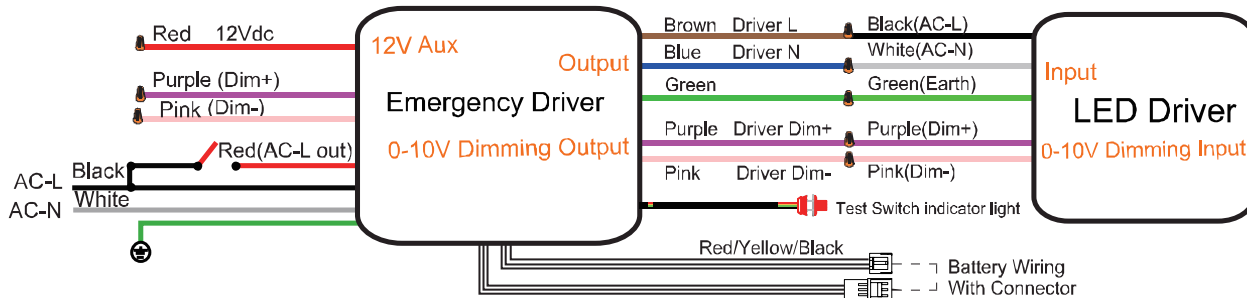 Red 12Vdc
Purple (Dim+)
Pink (Dim-)
Red(AC-L out)
Black
AC-L
White
AC-N
12V Aux
Output
Emergency Driver
0-10V Dimming Output
Brown Driver L
Blue Driver N
Green
Purple Driver Dim+
Pink Driver Dim-
Black(AC-L)
White(AC-N)
Green(Earth)
Purple(Dim+)
Pink(Dim-)
Test Switch indicator light
Input
LED Driver
0-10V Dimming Input
Red/Yellow/Black
Battery Wiring
With Connector